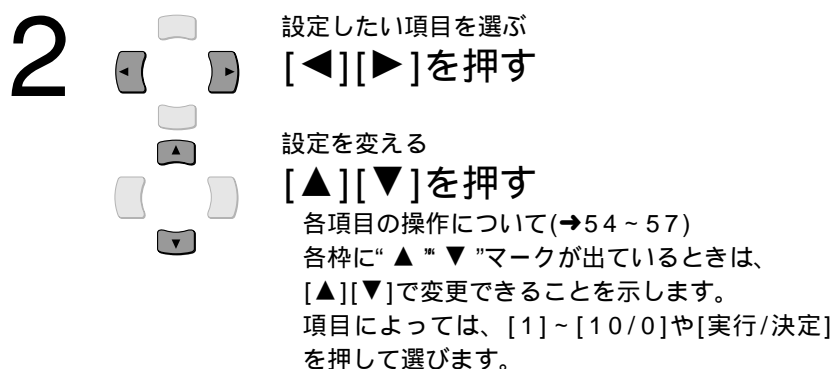 2
設定したい項目を選ぶ
[◀][▶]を押す
設定を変える
[▲][▼]を押す
各項目の操作について(➜54~57)
各枠に“ ▲ ”“ ▼ ”マークが出ているときは、
[▲][▼]で変更できることを示します。
項目によっては、[1]~[10/0]や[実行/決定]
を押して選びます。